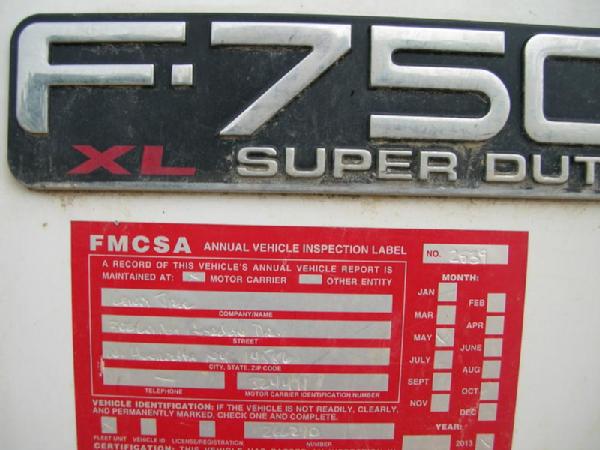 F-750
XL SUPER DUT
FMCSA ANNUAL VEHICLE INSPECTION LABEL
NO. 2539
A RECORD OF THIS VEHICLE'S ANNUAL VEHICLE REPORT IS
MAINTAINED AT: MOTOR CARRIER OTHER ENTITY
COMPANY/NAME
STREET
CITY, STATE, ZIP CODE
TELEPHONE
MOTOR CARRIER IDENTIFICATION NUMBER
VEHICLE IDENTIFICATION: IF THE VEHICLE IS NOT READILY, CLEARLY,
AND PERMANENTLY MARKED, CHECK ONE AND COMPLETE.
266240
FLEET UNIT VEHICLE ID LICENSE/REGISTRATION NUMBER
MONTH:
JAN FEB
MAR APR
MAY JUNE
JULY AUG
SEPT OCT
NOV DEC
YEAR:
2013